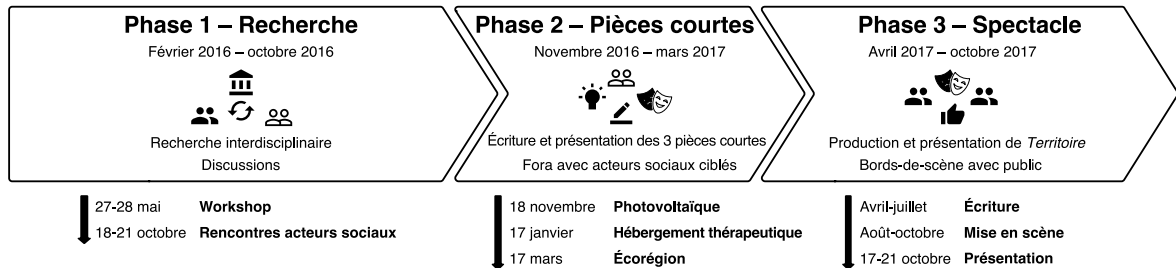 Phase 1 – Recherche
Février 2016 – octobre 2016
Recherche interdisciplinaire
Discussions
27-28 mai Workshop
18-21 octobre Rencontres acteurs sociaux
Phase 2 – Pièces courtes
Novembre 2016 – mars 2017
Écriture et présentation des 3 pièces courtes
Fora avec acteurs sociaux ciblés
18 novembre Photovoltaïque
17 janvier Hébergement thérapeutique
17 mars Écorégion
Phase 3 – Spectacle
Avril 2017 – octobre 2017
Production et présentation de Territoire
Bords-de-scène avec public
Avril-juillet Écriture
Août-octobre Mise en scène
17-21 octobre Présentation